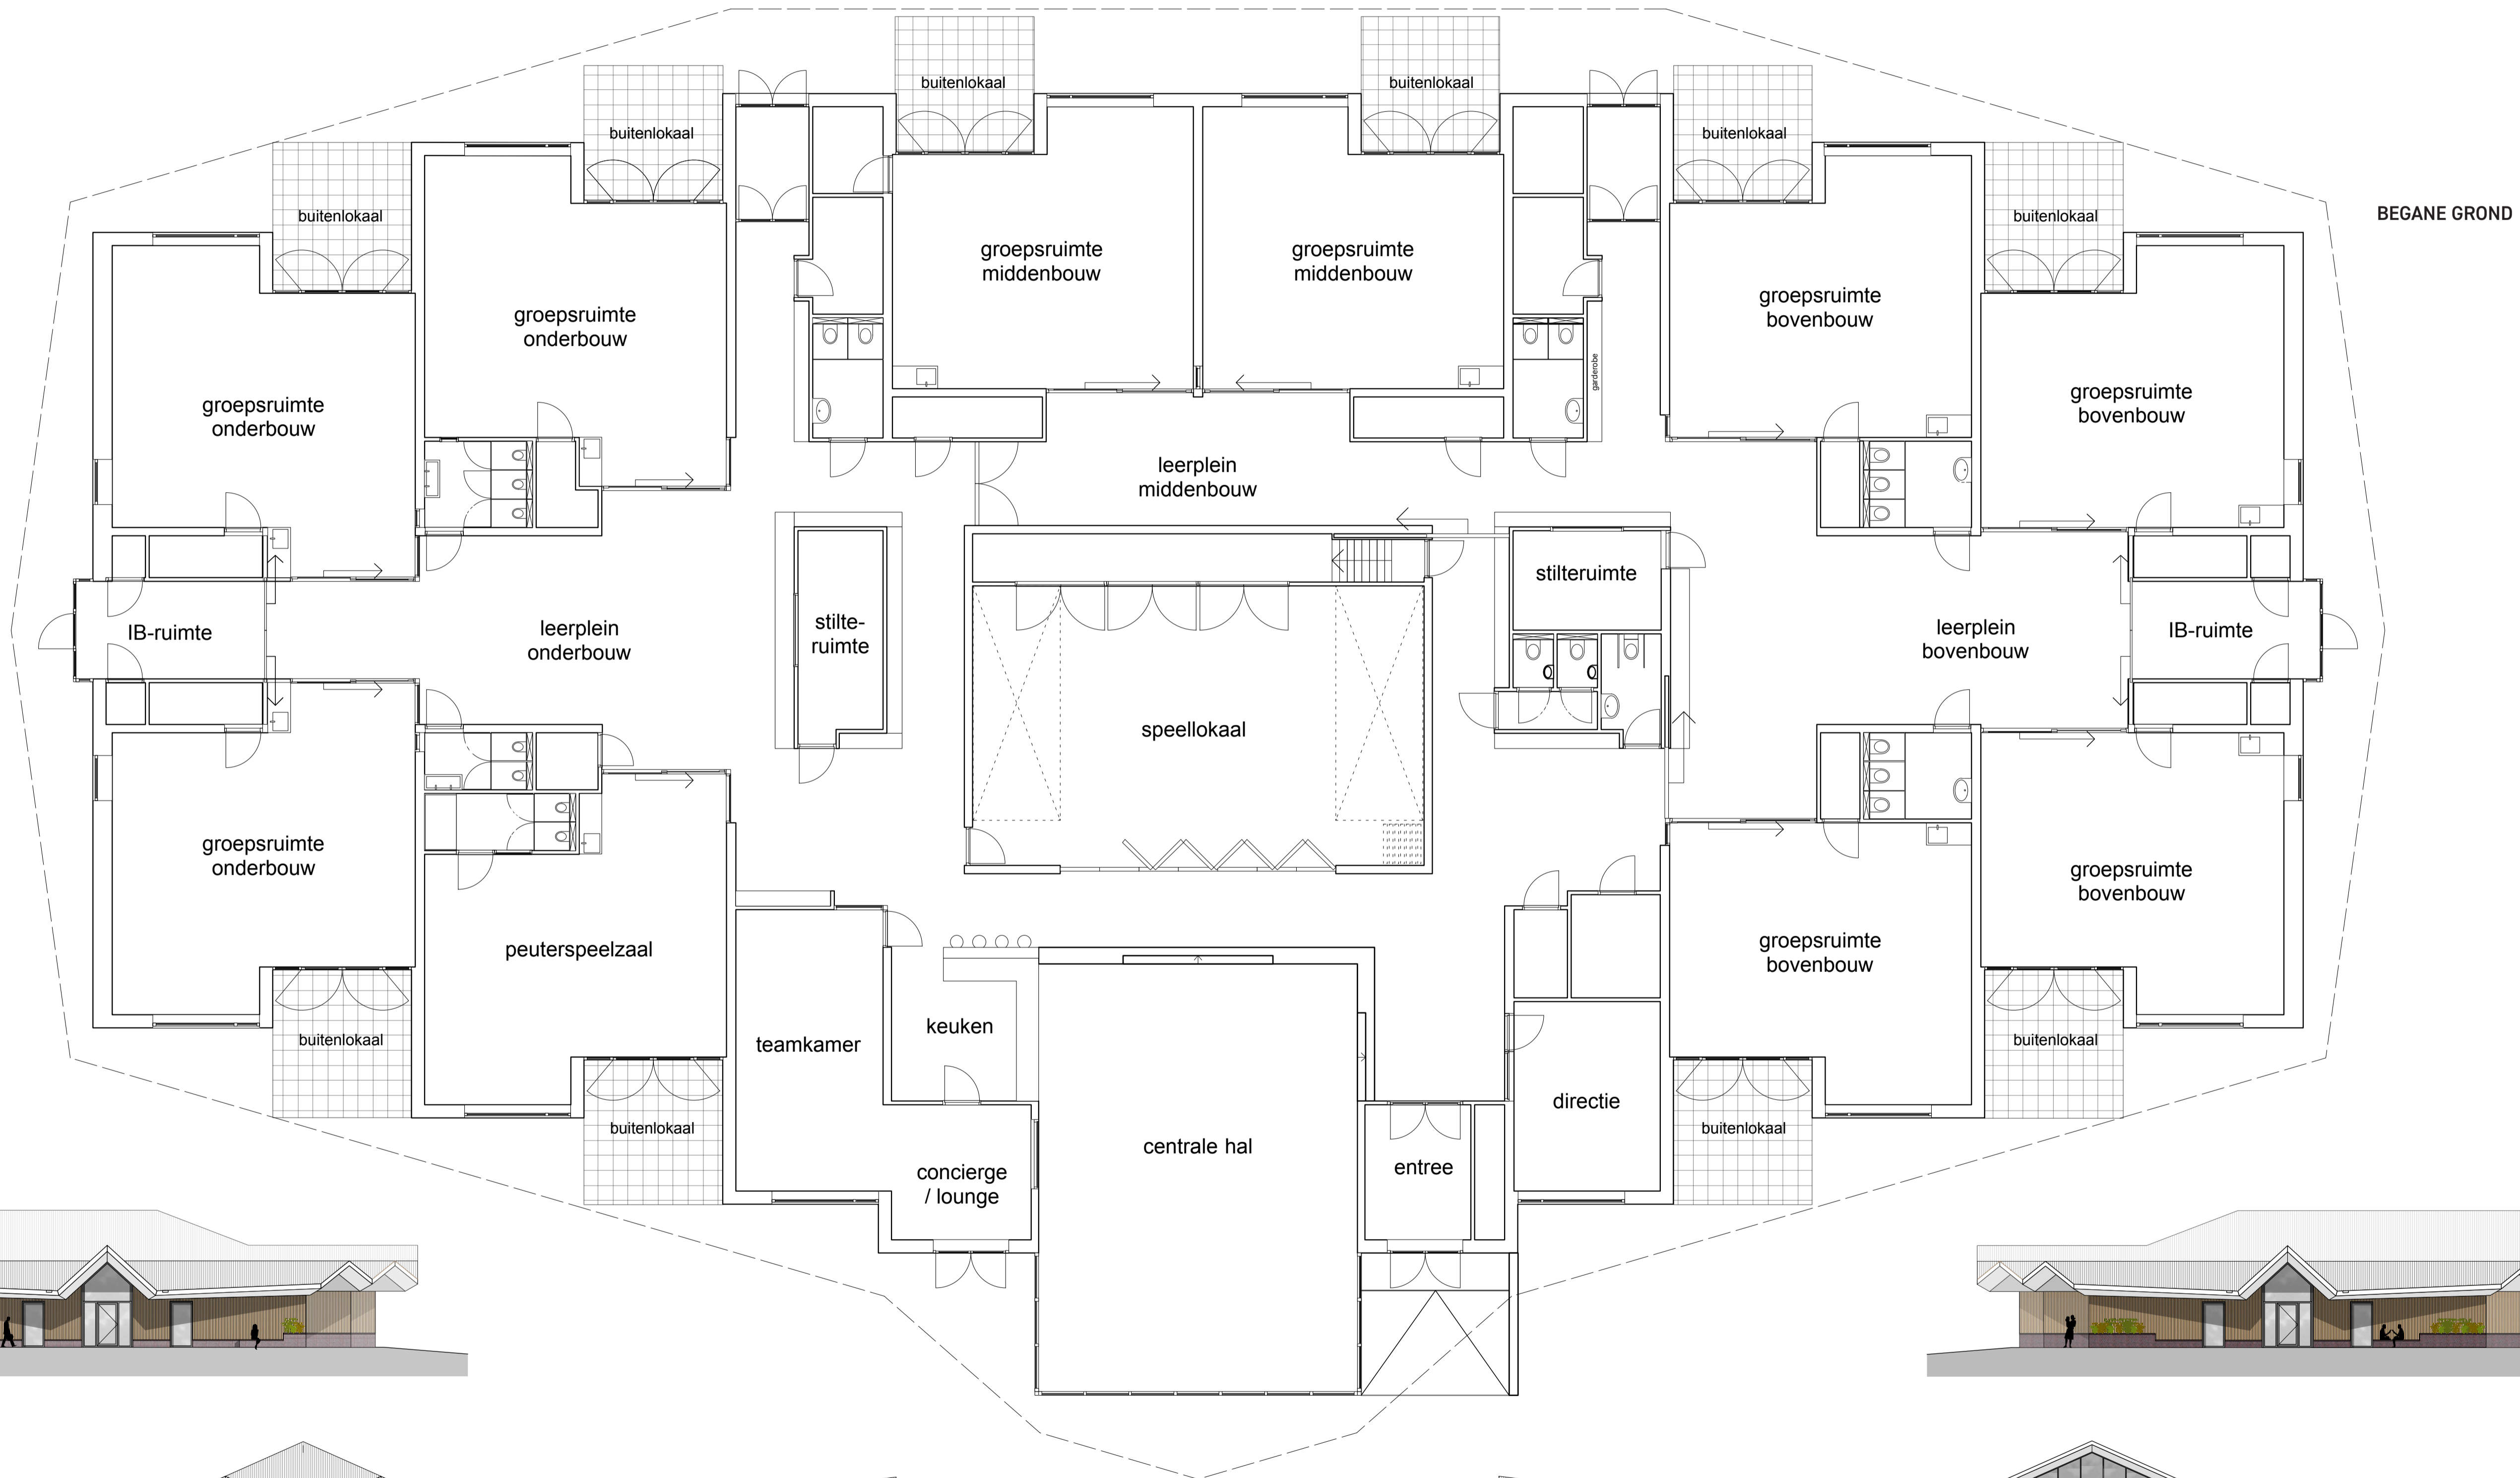 buitenlokaal
buitenlokaal
buitenlokaal
buitenlokaal
buitenlokaal
buitenlokaal
BEGANE GROND
groepsruimte
middenbouw
groepsruimte
middenbouw
groepsruimte
onderbouw
groepsruimte
bovenbouw
groepsruimte
onderbouw
groepsruimte
bovenbouw
garderobe
leerplein
middenbouw
stilteruimte
IB-ruimte
leerplein
onderbouw
stilte-
ruimte
leerplein
bovenbouw
IB-ruimte
speellokaal
groepsruimte
onderbouw
groepsruimte
bovenbouw
peuterspeelzaal
groepsruimte
bovenbouw
keuken
teamkamer
buitenlokaal
buitenlokaal
directie
buitenlokaal
buitenlokaal
centrale hal
entree
concierge
/ lounge